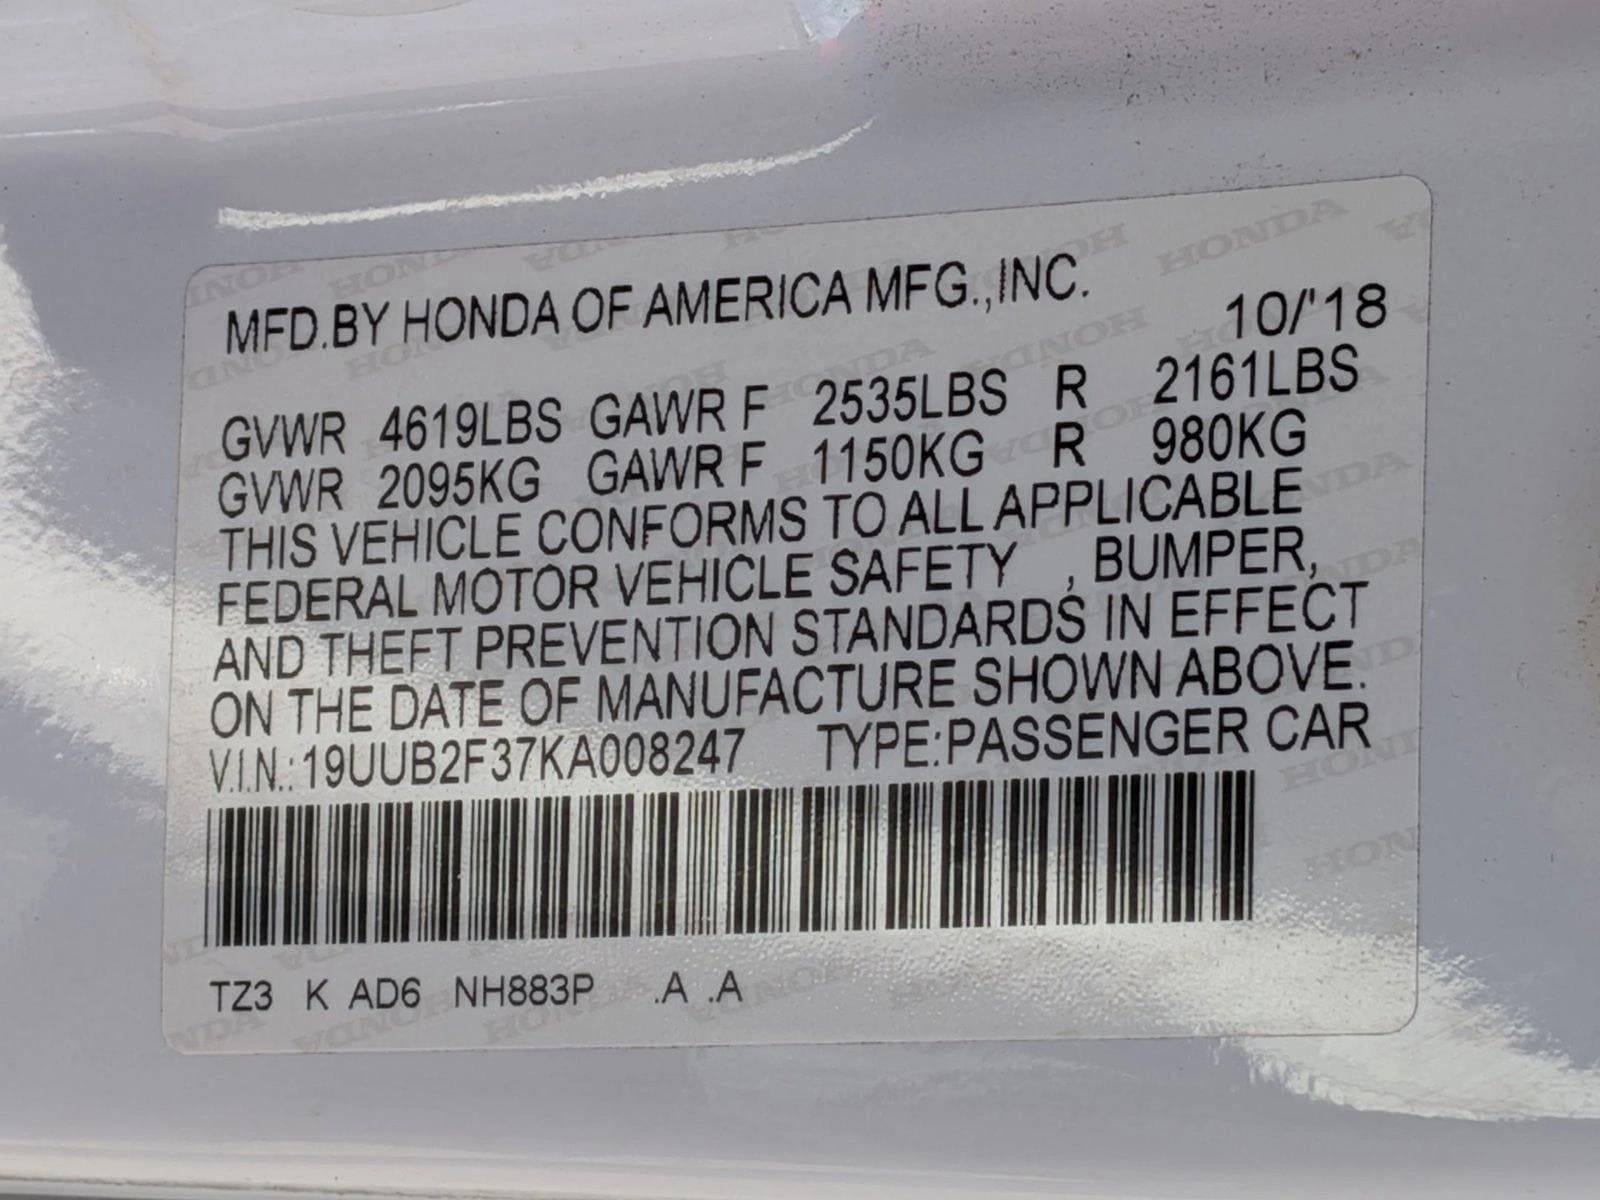 MFD.BY HONDA OF AMERICA MFG.,INC.
10/'18
GVWR 4619LBS GAWR F 2535LBS R 2161LBS
GVWR 2095KG GAWR F 1150KG R 980KG
THIS VEHICLE CONFORMS TO ALL APPLICABLE
FEDERAL MOTOR VEHICLE SAFETY , BUMPER,
AND THEFT PREVENTION STANDARDS IN EFFECT
ON THE DATE OF MANUFACTURE SHOWN ABOVE.
V.I.N.:19UUB2F37KA008247 TYPE:PASSENGER CAR
TZ3 K AD6 NH883P .A .A